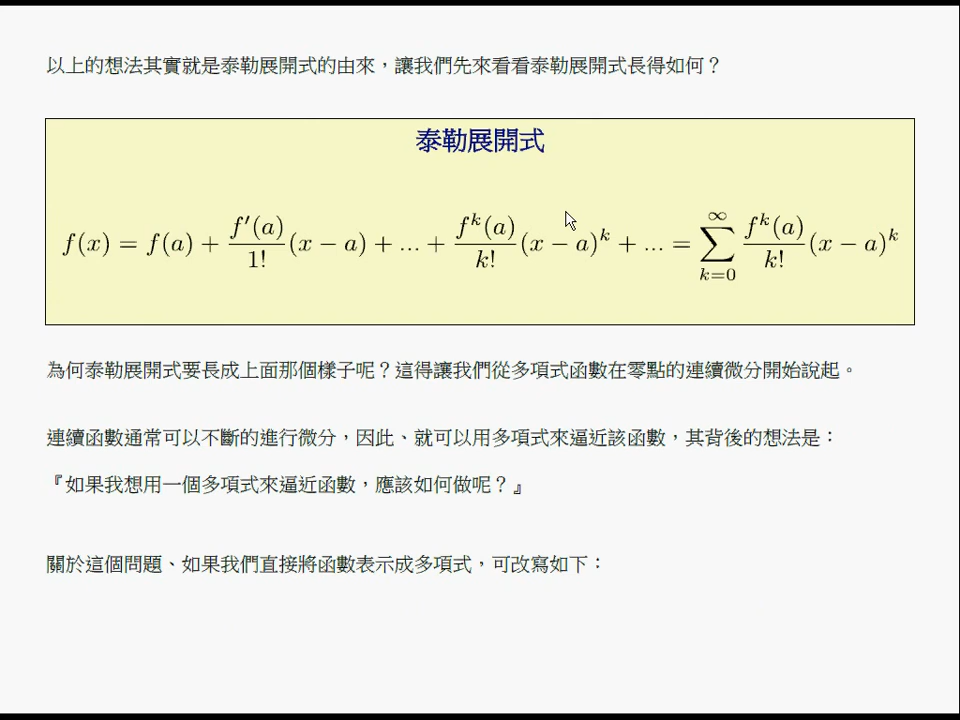 以上的想法其實就是泰勒展開式的由來，讓我們先來看看泰勒展開式長得如何？
泰勒展開式
f(x) = f(a) + \frac{f'(a)}{1!}(x − a) + ... + \frac{f^k(a)}{k!}(x − a)^k + ... = \sum_{k=0}^{∞} \frac{f^k(a)}{k!}(x − a)^k
為何泰勒展開式要長成上面那個樣子呢？這得讓我們從多項式函數在零點的連續微分開始說起。
連續函數通常可以不斷的進行微分，因此、就可以用多項式來逼近該函數，其背後的想法是：
『如果我想用一個多項式來逼近函數，應該如何做呢？』
關於這個問題、如果我們直接將函數表示成多項式，可改寫如下：